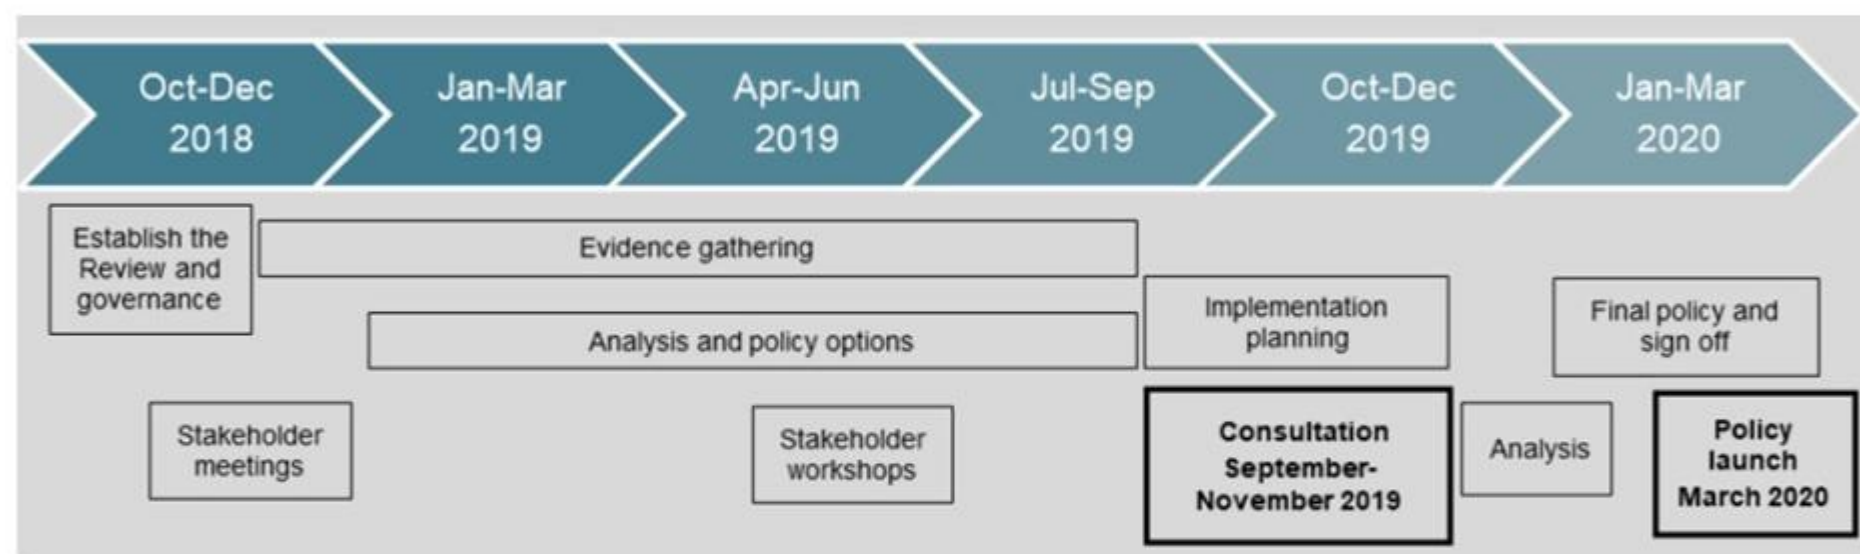 Oct-Dec
2018
Jan-Mar
2019
Apr-Jun
2019
Jul-Sep
2019
Oct-Dec
2019
Jan-Mar
2020
Establish the
Review and
governance
Evidence gathering
Analysis and policy options
Implementation
planning
Final policy and
sign off
Stakeholder
meetings
Stakeholder
workshops
Consultation
September-
November 2019
Analysis
Policy
launch
March 2020